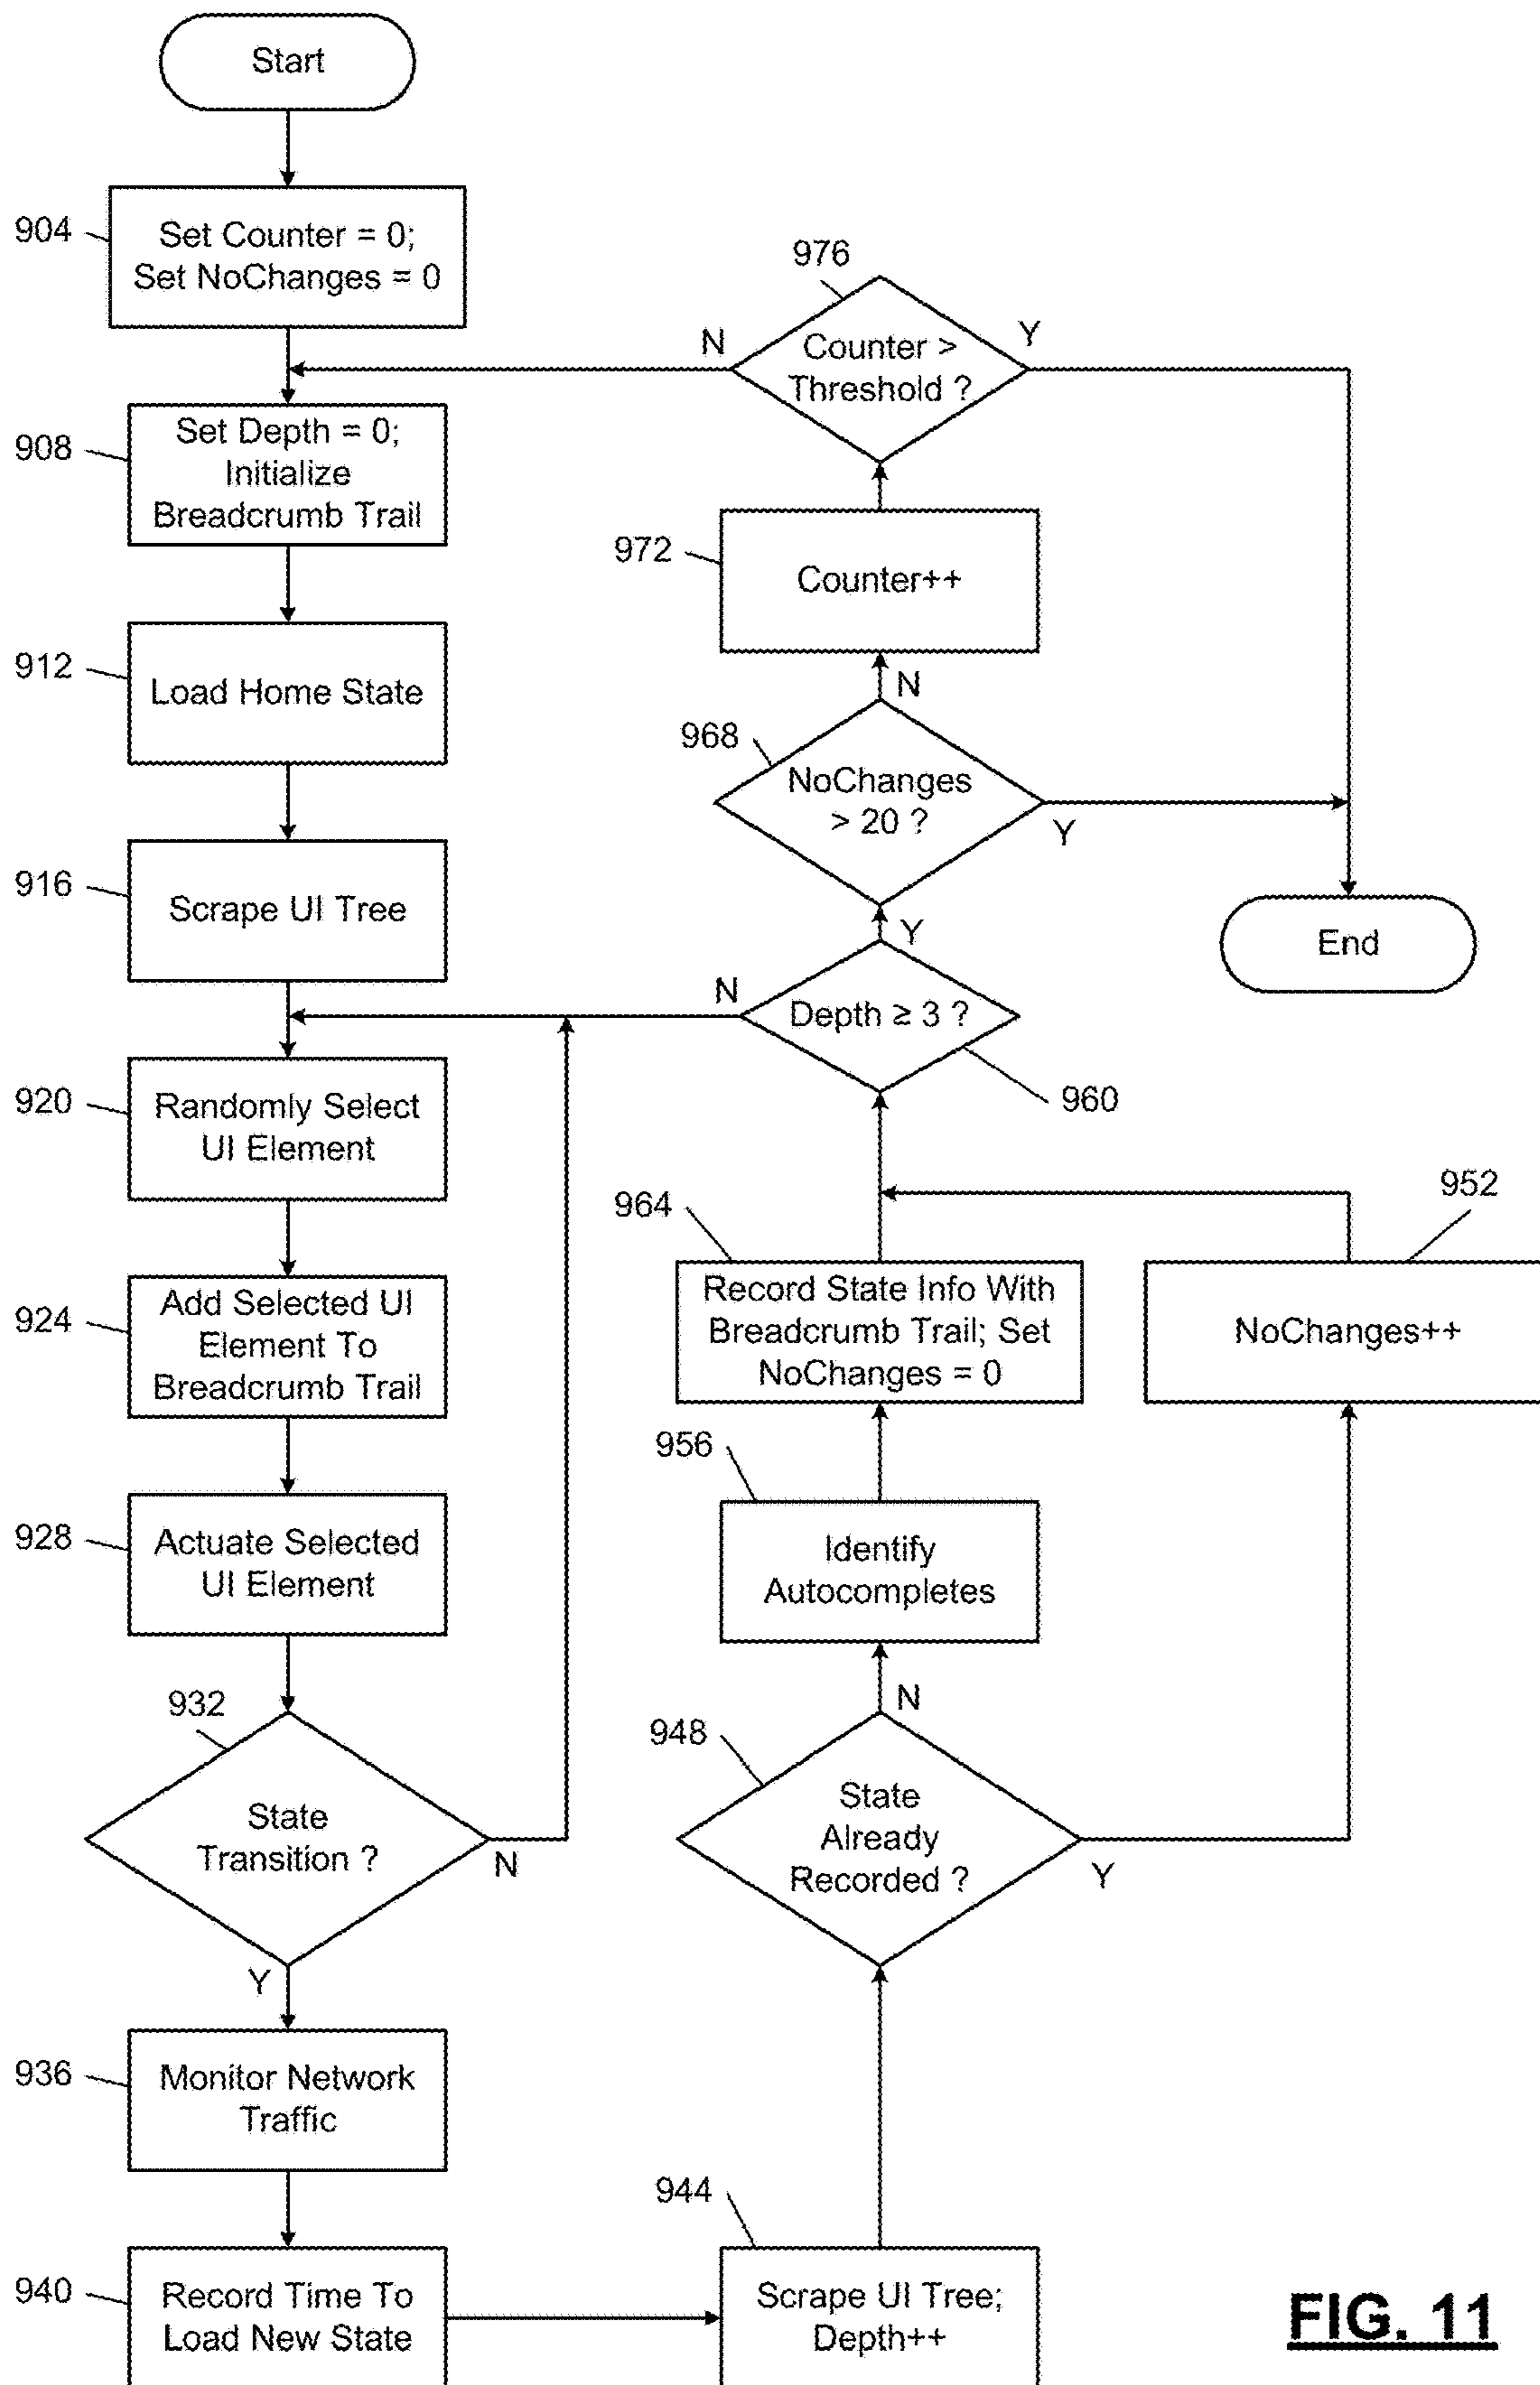 Start
904
Set Counter = 0;
Set NoChanges = 0
908
Set Depth = 0;
Initialize
Breadcrumb Trail
912
Load Home State
916
Scrape UI Tree
920
Randomly Select
UI Element
924
Add Selected UI
Element To
Breadcrumb Trail
928
Actuate Selected
UI Element
932
State
Transition ?
N
Y
936
Monitor Network
Traffic
940
Record Time To
Load New State
944
Scrape UI Tree;
Depth++
948
State
Already
Recorded ?
Y
N
952
NoChanges++
956
Identify
Autocompletes
964
Record State Info With
Breadcrumb Trail; Set
NoChanges = 0
960
Depth ≥ 3 ?
N
Y
968
NoChanges
> 20 ?
Y
N
972
Counter++
976
Counter >
Threshold ?
N
Y
End
FIG. 11